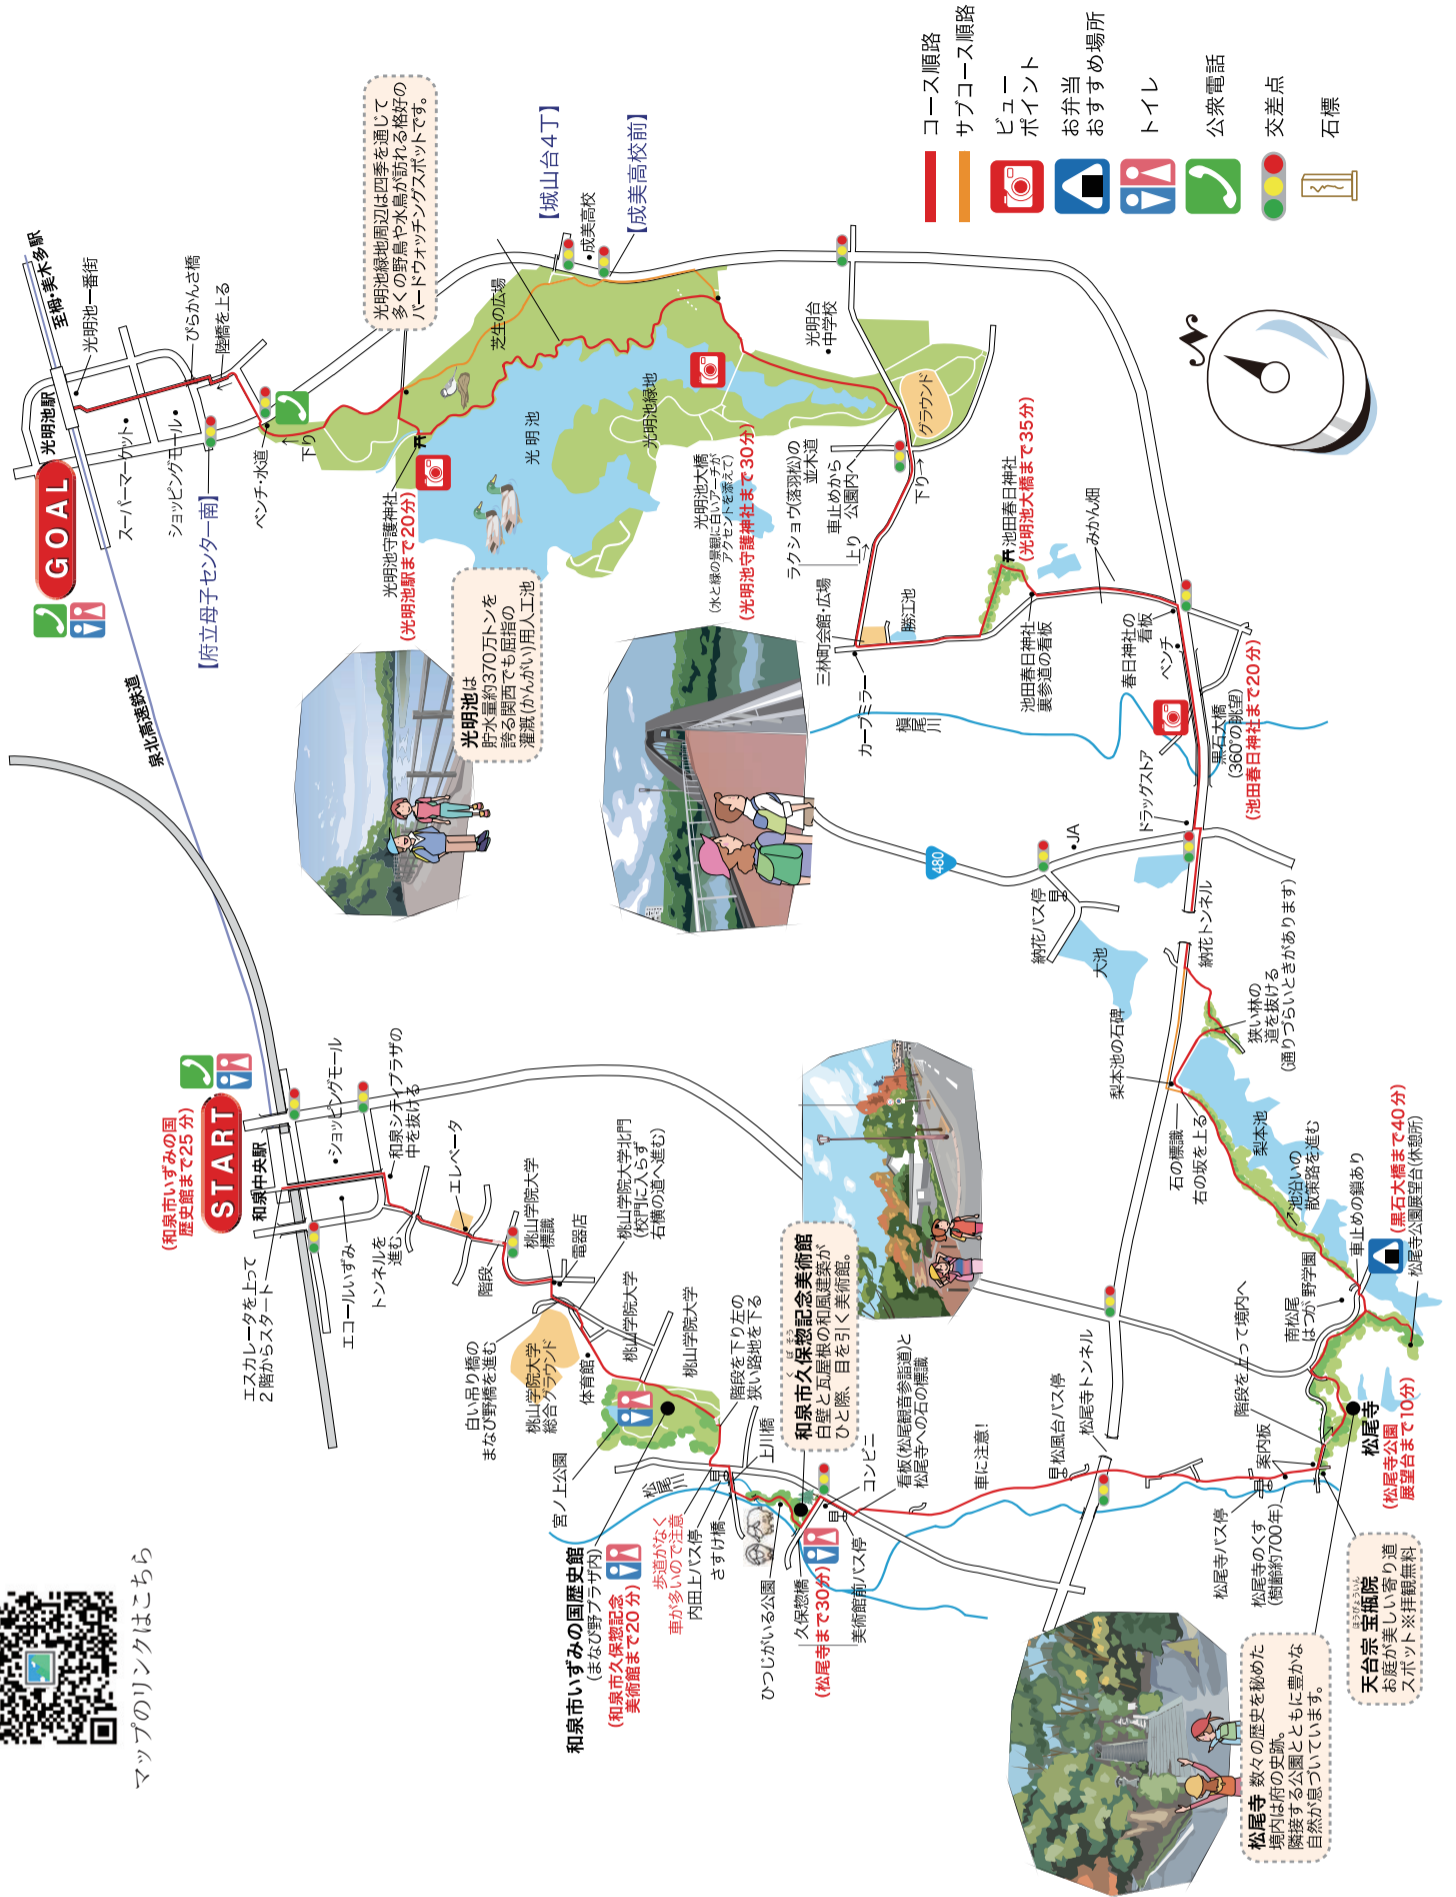 マップのリンクはこちら
(和泉市いずみの国
歴史館まで25分)
START
和泉中央駅
エスカレータを上って
2階からスタート
エコールいずみ
ショッピングモール
和泉シティプラザの
中を抜ける
トンネルを
進む
エレベータ
階段
桃山学院大学
標識
電器店
桃山学院大学北門
(校門に入らず
右横の道へ進む)
白い吊り橋の
まなび野橋を進む
桃山学院大学
総合グラウンド
体育館
桃山学院大学
桃山学院大学
宮ノ上公園
階段を下り左の
狭い路地を下る
和泉市いずみの国歴史館
(まなび野プラザ内)
(和泉市久保惣記念
美術館まで20分)
松尾川
歩道がなく
車が多いので注意
内田上バス停
さすけ橋
上川橋
ひつじがいる公園
久保惣橋
(松尾寺まで30分)
美術館前バス停
和泉市久保惣記念美術館
くぼそう
白壁と瓦屋根の和風建築が
ひと際、目を引く美術館。
コンビニ
看板(松尾観音参詣道)と
松尾寺への石の標識
車に注意!
松風台バス停
松尾寺トンネル
松尾寺バス停
松尾寺のくす
(樹齢約700年)
案内板
階段を上って境内へ
松尾寺
(松尾寺公園
展望台まで10分)
天台宗 宝瓶院
ほうびょういん
お庭が美しい寄り道
スポット※拝観無料
松尾寺 数々の歴史を秘めた
境内は府の史跡。
隣接する公園とともに豊かな
自然が息づいています。
南松尾
はつが野学園
車止めの鎖あり
(黒石大橋まで40分)
松尾寺公園展望台(休憩所)
池沿いの
散策路を進む
梨本池
石の標識
右の坂を上る
梨本池の石碑
狭い林の
道を抜ける
(通りづらいときがあります)
納花トンネル
大池
納花バス停
JA
480
ドラッグストア
黒石大橋
(360°の眺望)
(池田春日神社まで20分)
ベンチ
春日神社の
看板
みかん畑
槇尾川
池田春日神社
裏参道の看板
池田春日神社
(光明池大橋まで35分)
勝江池
三林町会館・広場
カーブミラー
上り
下り
ラクショウ(落羽松)の
並木道
車止めから
公園内へ
グラウンド
光明台
中学校
光明池大橋
(水と緑の景観に白いアーチが
アクセントを添えて)
(光明池守護神社まで30分)
光明池緑地
光明池
芝生の広場
【成美高校前】
成美高校
【城山台4丁】
光明池緑地周辺は四季を通じて
多くの野鳥や水鳥が訪れる格好の
バードウォッチングスポットです。
光明池守護神社
(光明池駅まで20分)
光明池は
貯水量約370万トンを
誇る関西でも屈指の
灌漑(かんがい)用人工池
下り
ベンチ・水道
【府立母子センター南】
陸橋を上る
びらかんさ橋
ショッピングモール
スーパーマーケット
光明池一番街
光明池駅
GOAL
至栂・美木多駅
泉北高速鉄道
コース順路
サブコース順路
ビュー
ポイント
お弁当
おすすめ場所
トイレ
公衆電話
交差点
石標
N